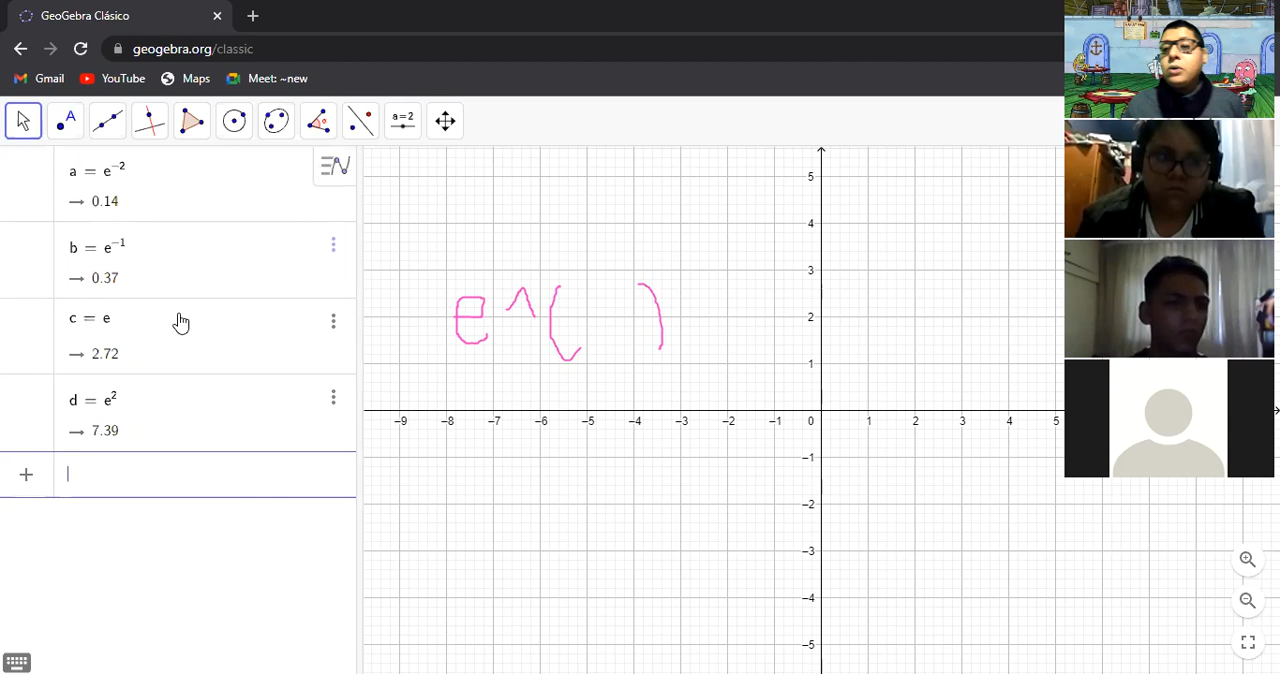 GeoGebra Clásico
geogebra.org/classic
Gmail YouTube Maps Meet: ~new
A
a=2
a = e⁻²
→ 0.14
b = e⁻¹
→ 0.37
c = e
→ 2.72
d = e²
→ 7.39
+
e^( )
5
4
3
2
1
-9 -8 -7 -6 -5 -4 -3 -2 -1 0 1 2 3 4 5
-1
-2
-3
-4
-5